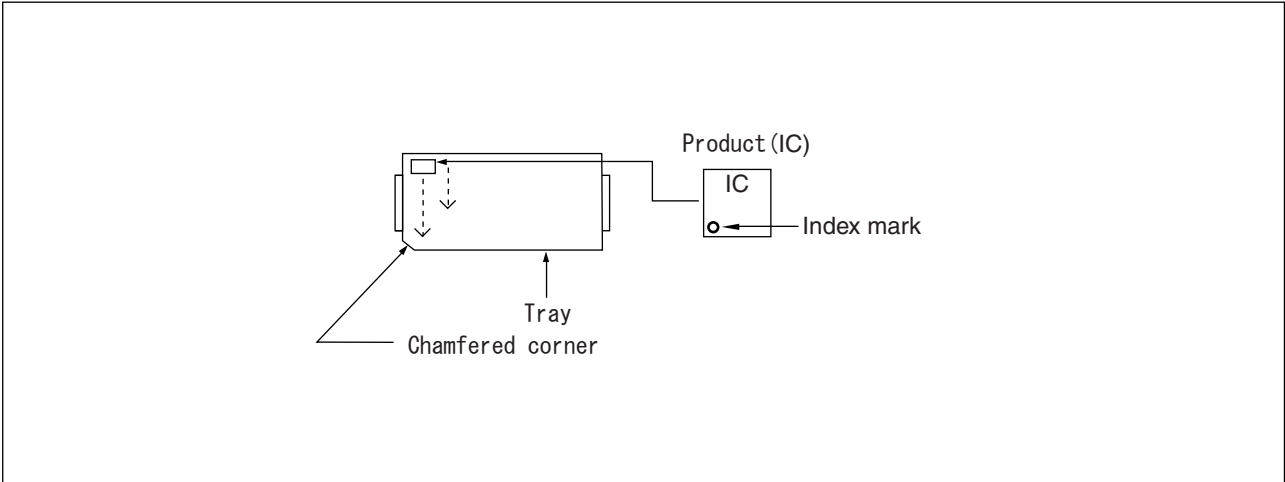 Product(IC)
IC
Index mark
Tray
Chamfered corner